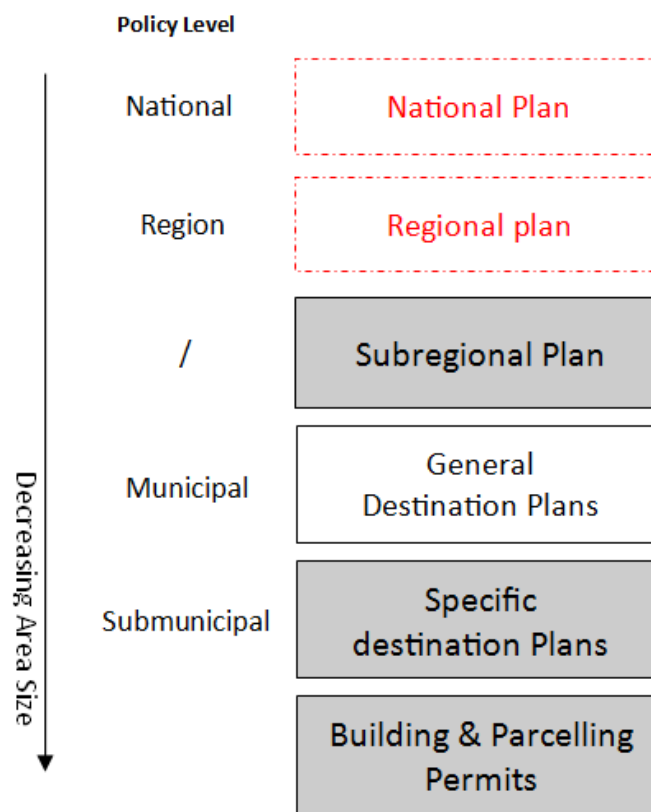 Policy Level
National
National Plan
Region
Regional plan
/
Subregional Plan
Municipal
General
Destination Plans
Submunicipal
Specific
destination Plans
Building & Parcelling
Permits
Decreasing Area Size